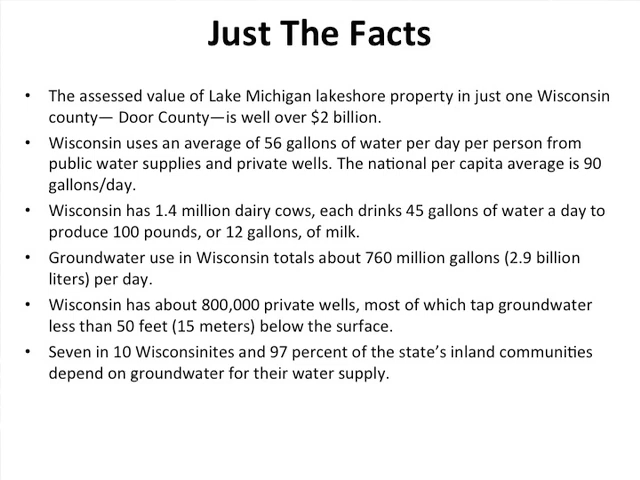 Just The Facts
• The assessed value of Lake Michigan lakeshore property in just one Wisconsin
county— Door County—is well over $2 billion.
• Wisconsin uses an average of 56 gallons of water per day per person from
public water supplies and private wells. The national per capita average is 90
gallons/day.
• Wisconsin has 1.4 million dairy cows, each drinks 45 gallons of water a day to
produce 100 pounds, or 12 gallons, of milk.
• Groundwater use in Wisconsin totals about 760 million gallons (2.9 billion
liters) per day.
• Wisconsin has about 800,000 private wells, most of which tap groundwater
less than 50 feet (15 meters) below the surface.
• Seven in 10 Wisconsinites and 97 percent of the state’s inland communities
depend on groundwater for their water supply.